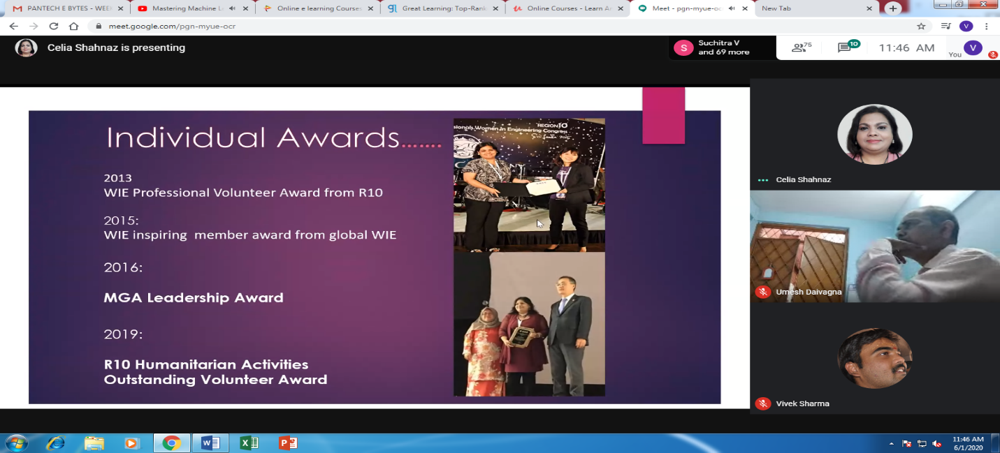 PANTECH E BYTES - WEE
Mastering Machine L
Online e learning Courses
Great Learning: Top-Rank
Online Courses - Learn A
Meet - pgn-myue-oc
New Tab
meet.google.com/pgn-myue-ocr
V
Celia Shahnaz is presenting
S
Suchitra V
and 69 more
75
10
11:46 AM
You
V
Individual Awards.......
2013
WIE Professional Volunteer Award from R10
2015:
WIE inspiring member award from global WIE
2016:
MGA Leadership Award
2019:
R10 Humanitarian Activities
Outstanding Volunteer Award
REGION10
Women In Engineering Congress
Sri Lanka
Celia Shahnaz
Umesh Daivagna
Vivek Sharma
11:46 AM
6/1/2020